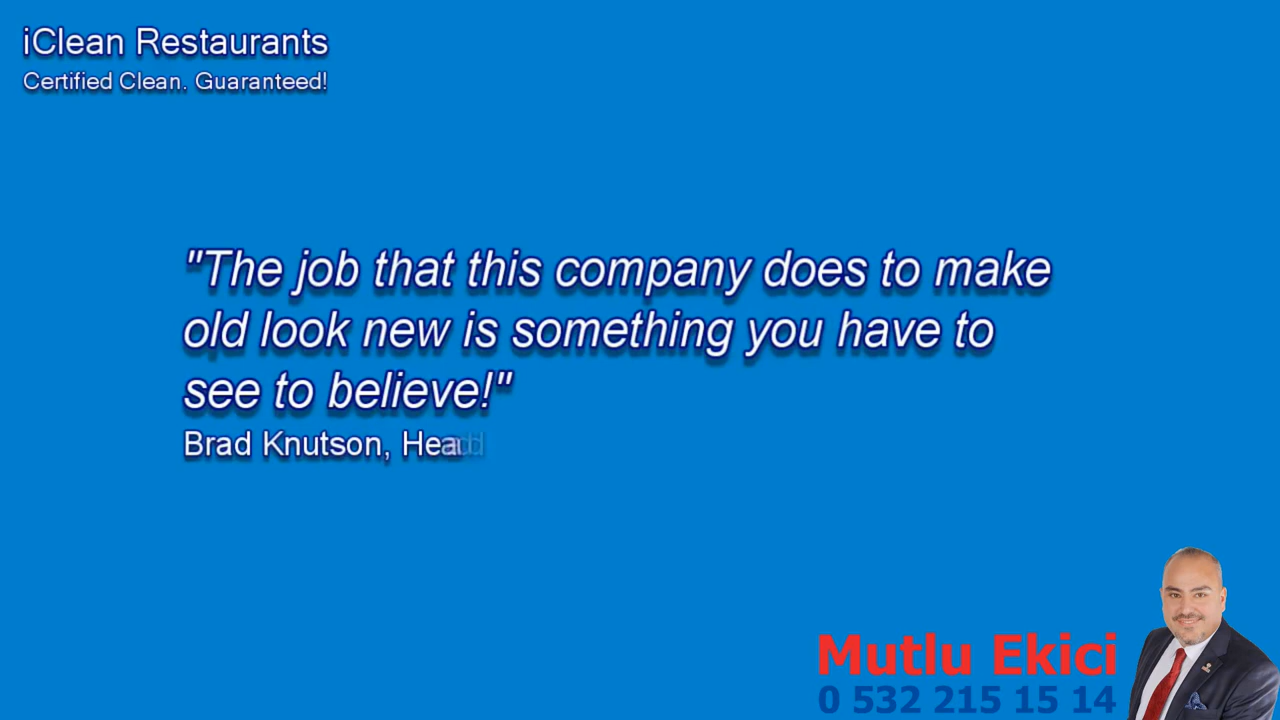 iClean Restaurants
Certified Clean. Guaranteed!
"The job that this company does to make
old look new is something you have to
see to believe!"
Brad Knutson, Head
Mutlu Ekici
0 532 215 15 14